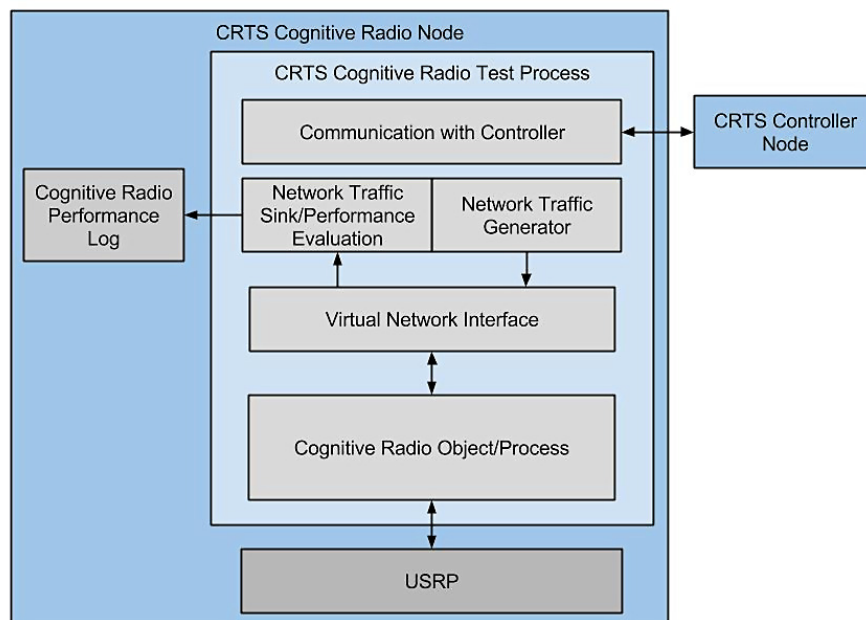 CRTS Cognitive Radio Node
CRTS Cognitive Radio Test Process
Communication with Controller
CRTS Controller
Node
Cognitive Radio
Performance
Log
Network Traffic
Sink/Performance
Evaluation
Network Traffic
Generator
Virtual Network Interface
Cognitive Radio Object/Process
USRP